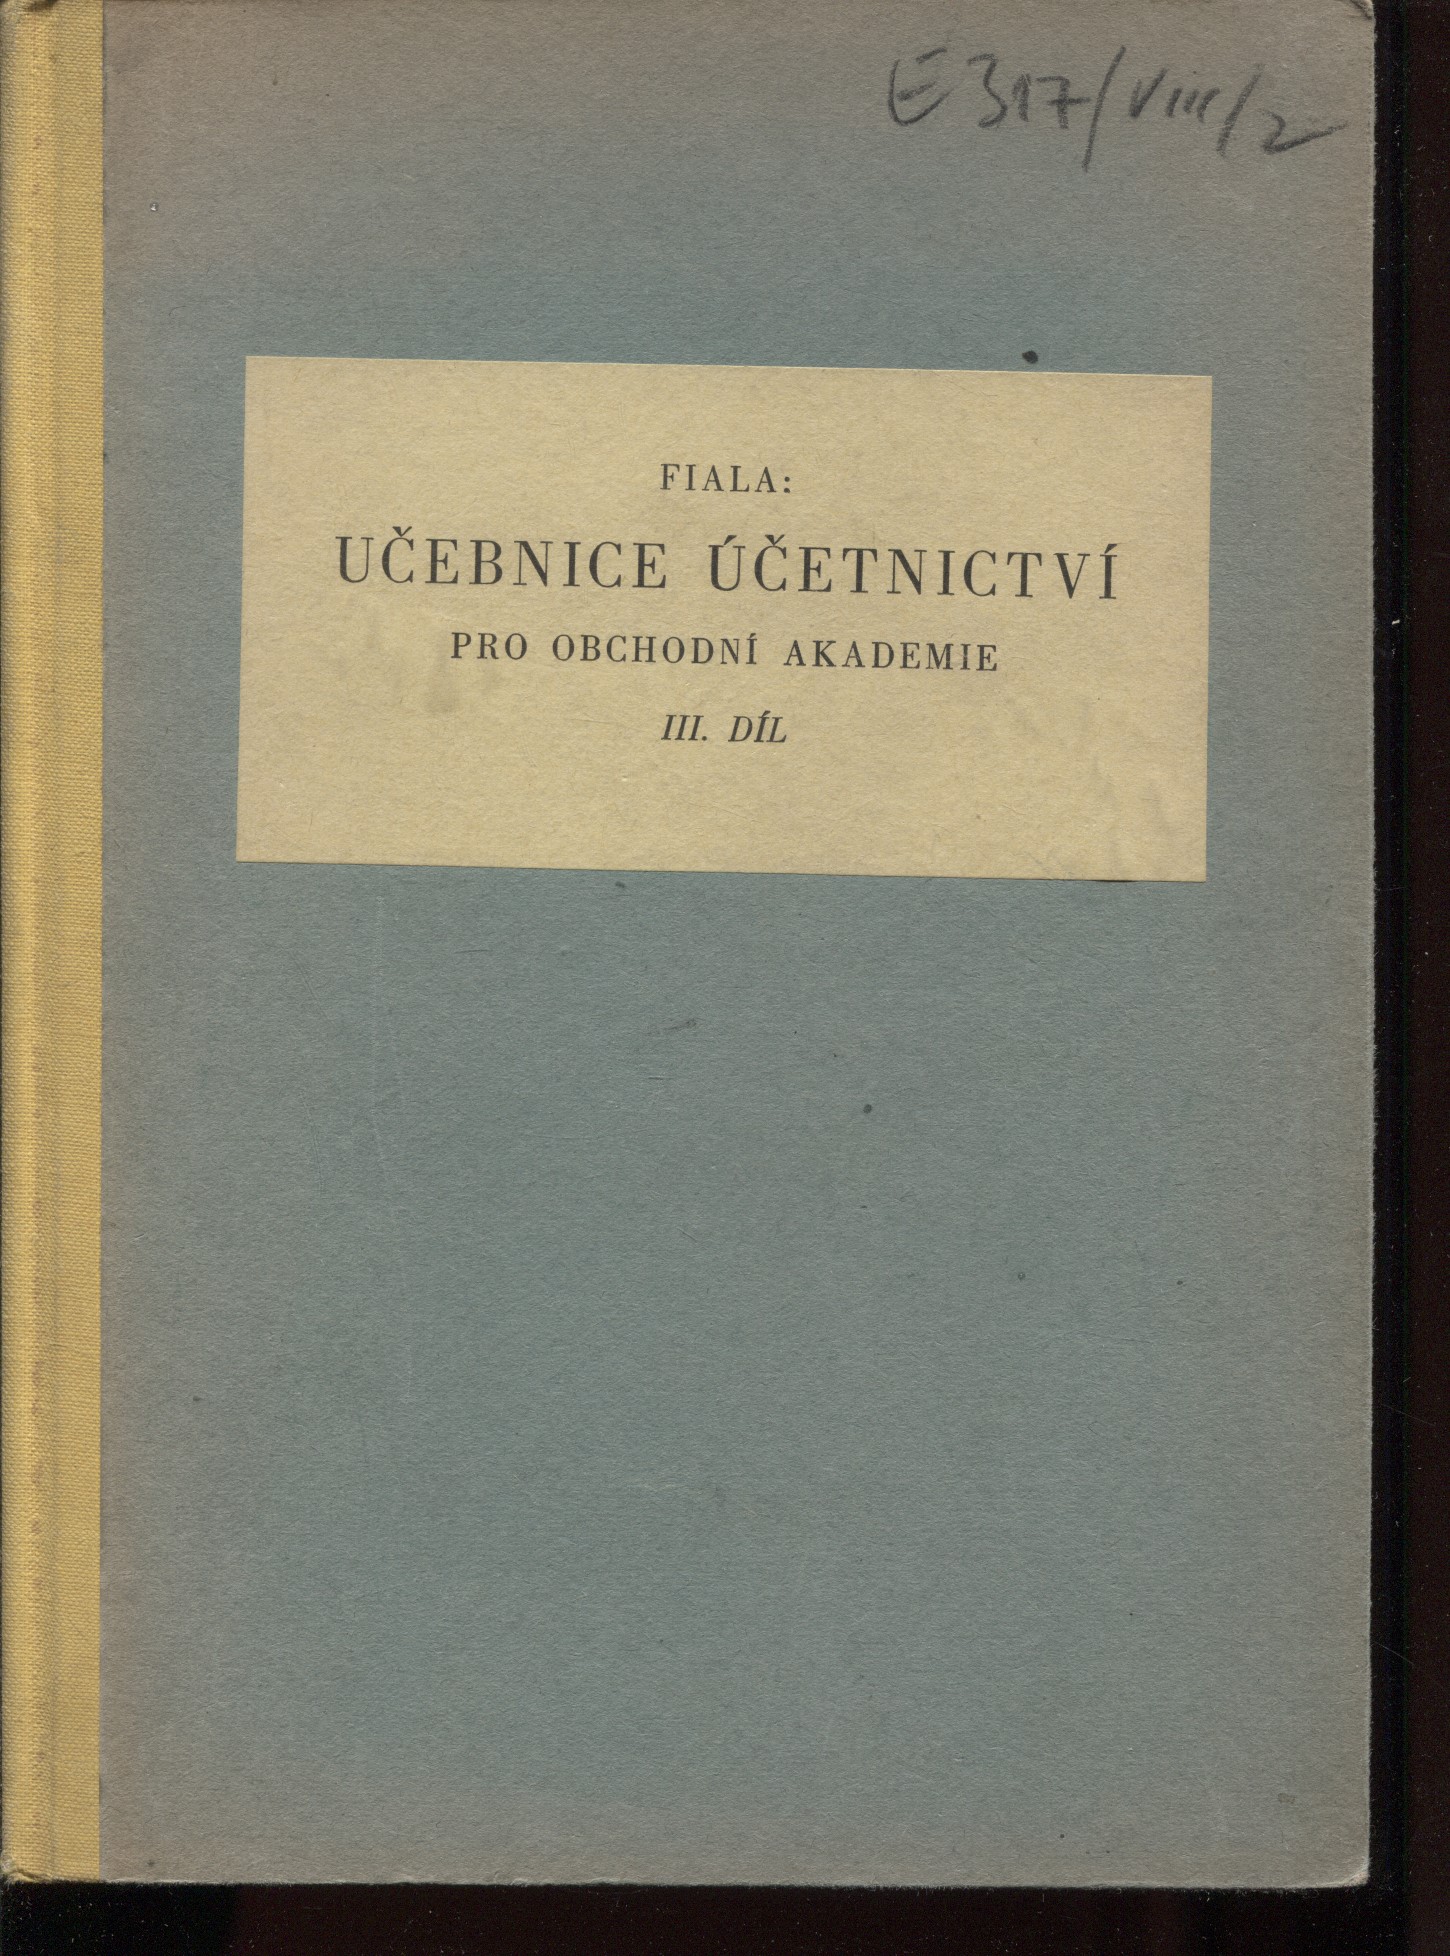 E 317/VIII/2
FIALA:
UČEBNICE ÚČETNICTVÍ
PRO OBCHODNÍ AKADEMIE
III. DÍL